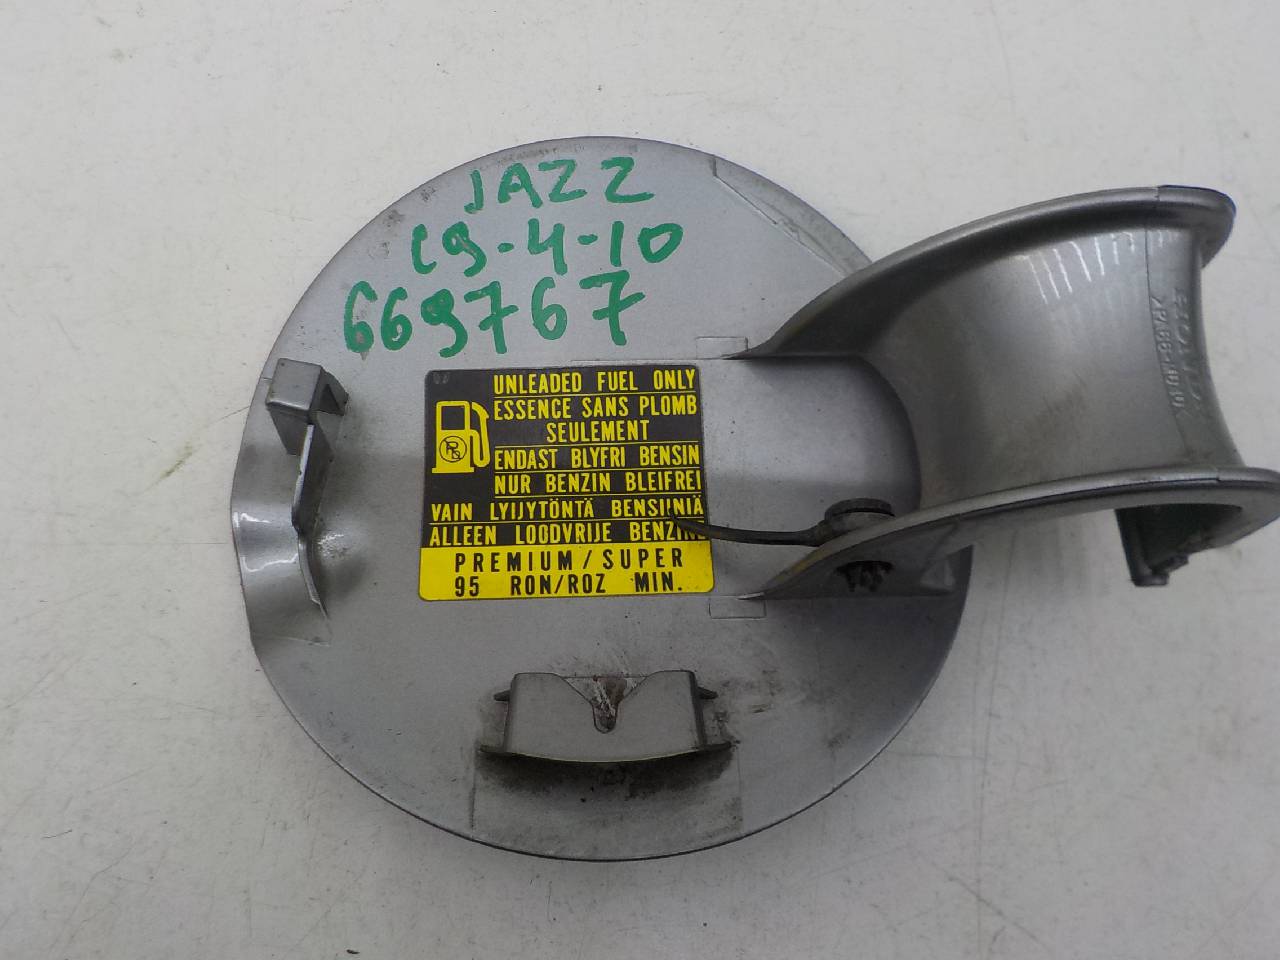 JAZZ
C9-4-10
669767
UNLEADED FUEL ONLY
ESSENCE SANS PLOMB
SEULEMENT
ENDAST BLYFRI BENSIN
NUR BENZIN BLEIFREI
VAIN LYIJYTÖNTÄ BENSIINIÄ
ALLEEN LOODVRIJE BENZINE
PREMIUM/SUPER
95 RON/ROZ MIN.